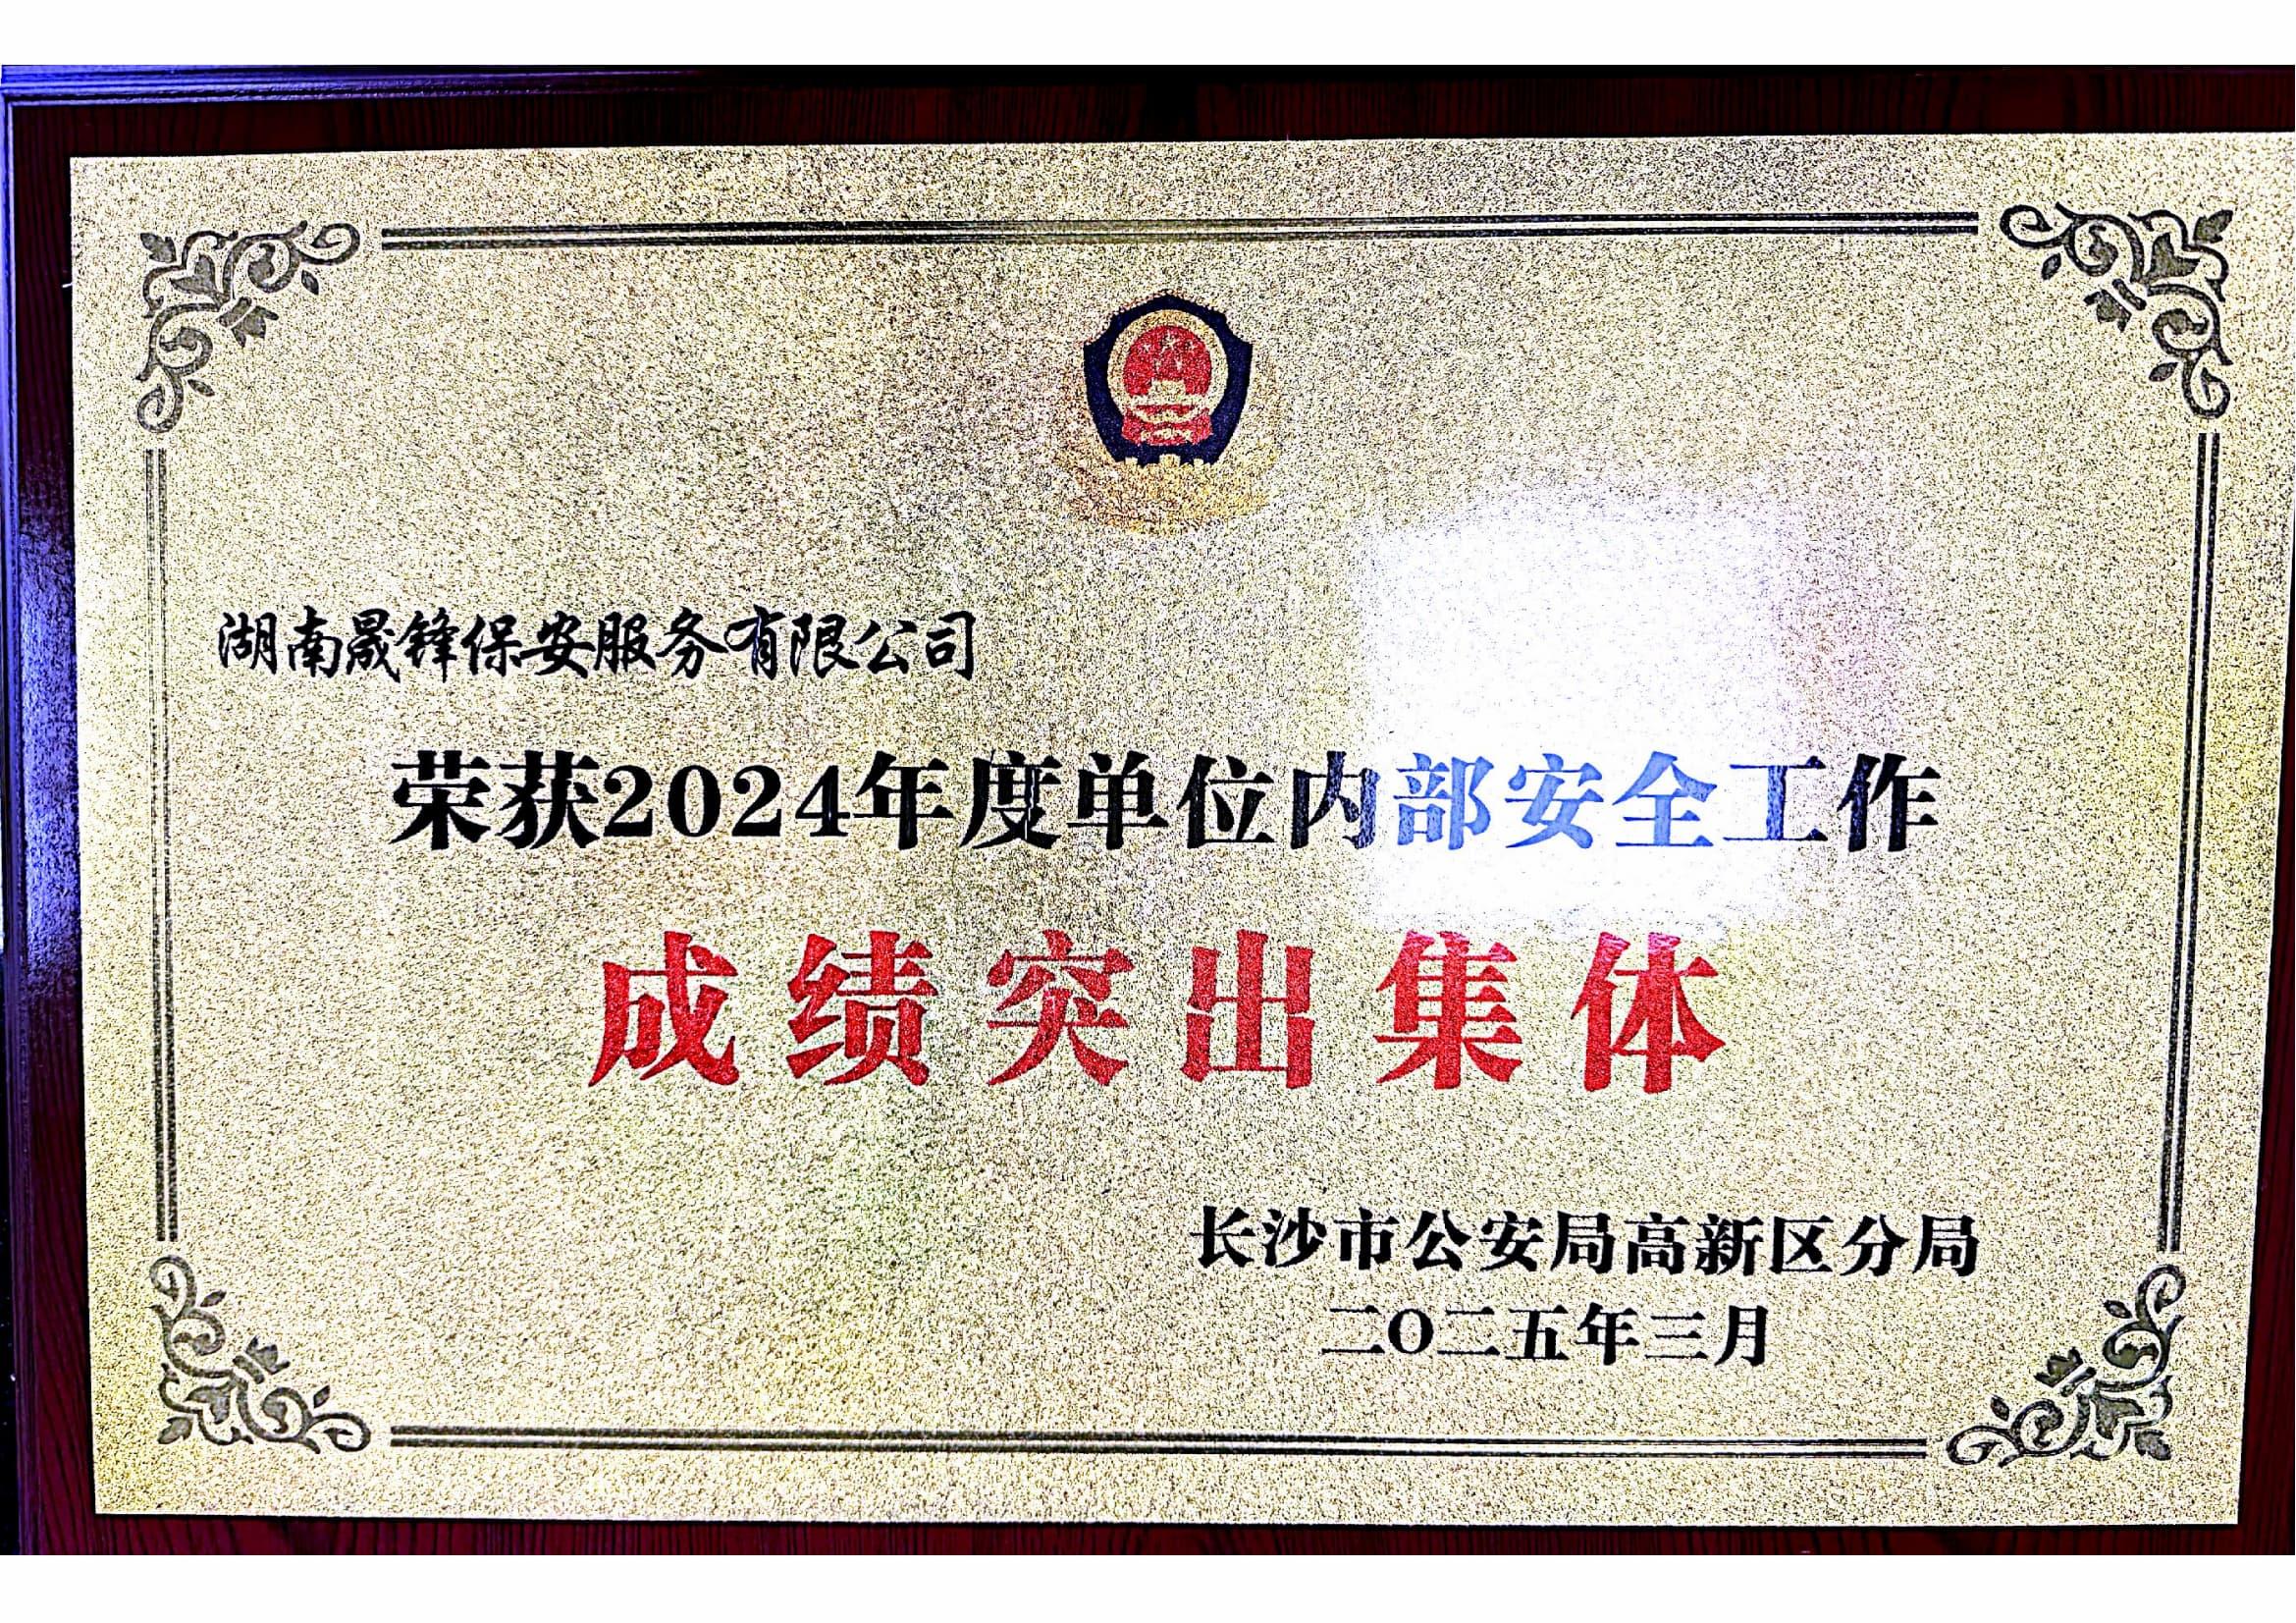 湖南晟锋保安服务有限公司
荣获2024年度单位内部安全工作
成绩突出集体
长沙市公安局高新区分局
二〇二五年三月